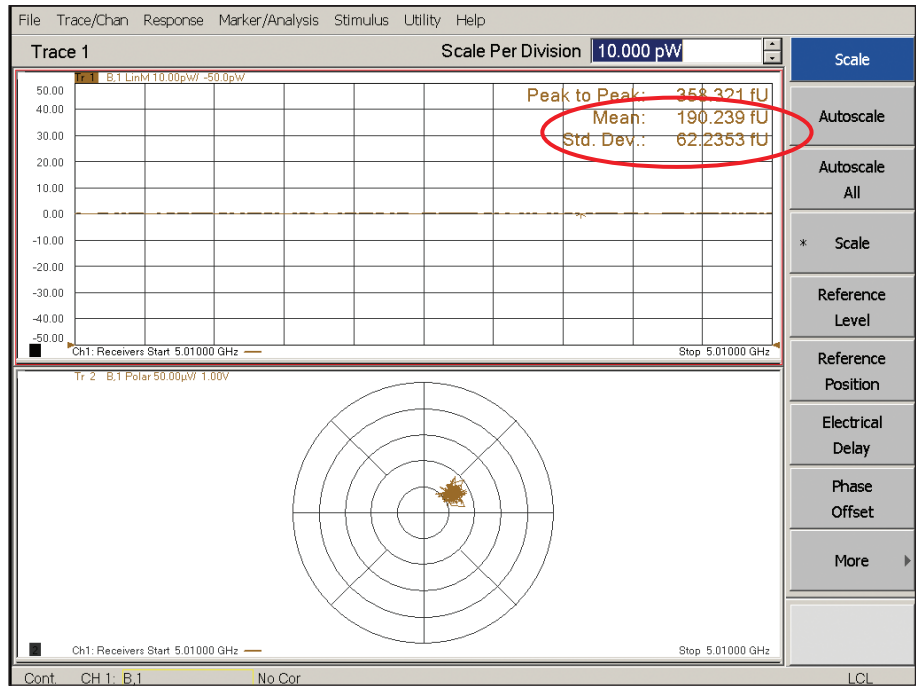 File Trace/Chan Response Marker/Analysis Stimulus Utility Help
Trace 1 Scale Per Division 10.000 pW
Tr 1 B,1 LinM 10.00pW/ -50.0pW
50.00
40.00
30.00
20.00
10.00
0.00
-10.00
-20.00
-30.00
-40.00
-50.00
Peak to Peak: 358.321 fU
Mean: 190.239 fU
Std. Dev.: 62.2353 fU
Ch1: Receivers Start 5.01000 GHz Stop 5.01000 GHz
Tr 2 B,1 Polar 50.00µV/ 1.00V
2 Ch1: Receivers Start 5.01000 GHz Stop 5.01000 GHz
Cont. CH 1: B,1 No Cor LCL
Scale
Autoscale
Autoscale
All
* Scale
Reference
Level
Reference
Position
Electrical
Delay
Phase
Offset
More